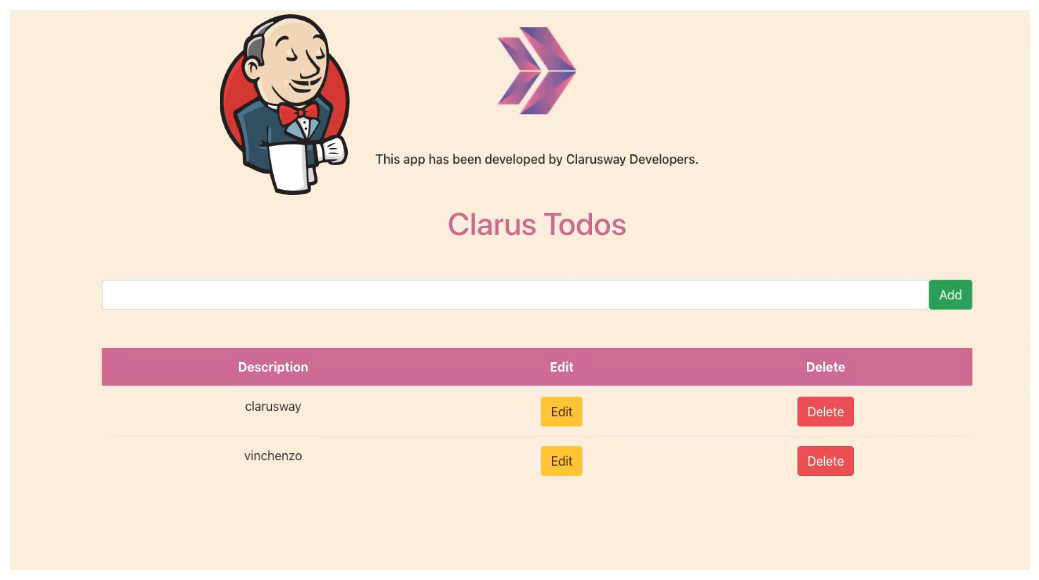 This app has been developed by Clarusway Developers.
Clarus Todos
Add
Description Edit Delete
clarusway Edit Delete
vinchenzo Edit Delete